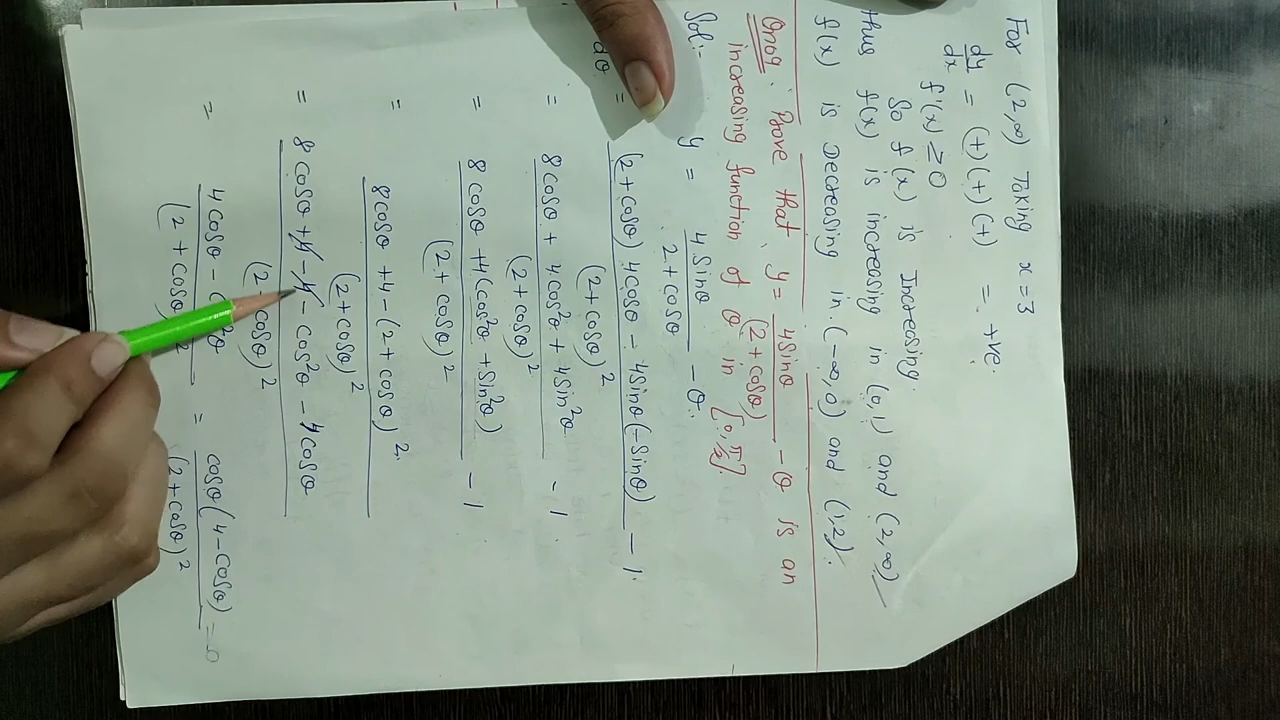 For (2,∞) Taking x=3
dy/dx = (+)(+)(+) = +ve.
f'(x) ≥ 0
So f(x) is Increasing.
thus f(x) is increasing in (0,1) and (2,∞)
f(x) is Decreasing in (-∞,0) and (1,2).
Qno9: Prove that, y = 4sinθ/(2+cosθ) - θ is an
increasing function of θ in [0,π/2].
Sol:- y = 4sinθ/2+cosθ - θ.
dθ = (2+cosθ)4cosθ - 4sinθ(-sinθ)/(2+cosθ)² - 1.
= 8cosθ + 4cos²θ + 4sin²θ/(2+cosθ)² - 1.
= 8cosθ + 4(cos²θ + sin²θ)/(2+cosθ)² - 1
= 8cosθ + 4 - (2+cosθ)²/(2+cosθ)²
= 8cosθ + 4 - 4 - cos²θ - 4cosθ/(2+cosθ)²
= 4cosθ - cos²θ/(2+cosθ)² = cosθ(4-cosθ)/(2+cosθ)² = 0